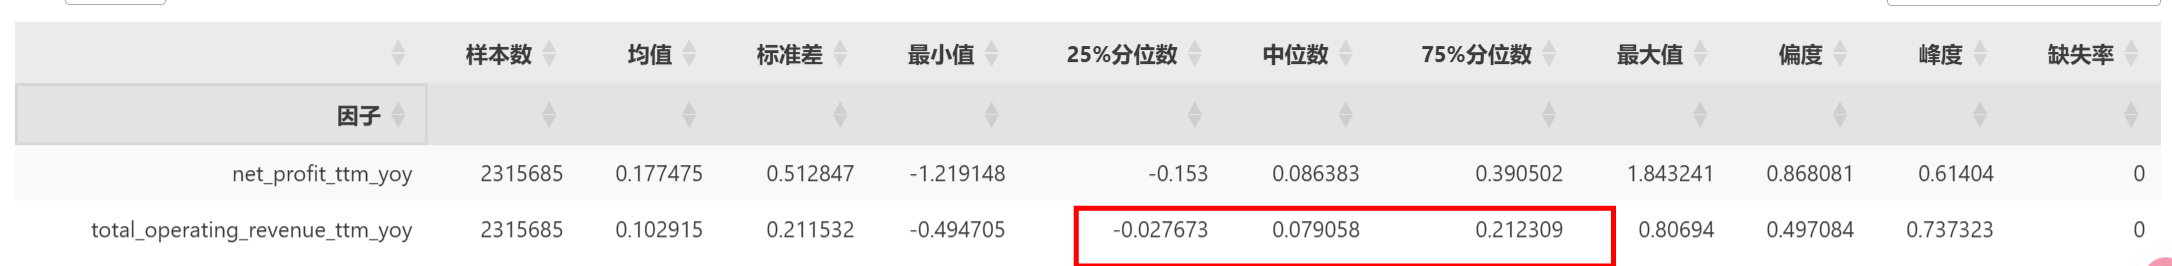 样本数 均值 标准差 最小值 25%分位数 中位数 75%分位数 最大值 偏度 峰度 缺失率
因子
net_profit_ttm_yoy 2315685 0.177475 0.512847 -1.219148 -0.153 0.086383 0.390502 1.843241 0.868081 0.61404 0
total_operating_revenue_ttm_yoy 2315685 0.102915 0.211532 -0.494705 -0.027673 0.079058 0.212309 0.80694 0.497084 0.737323 0